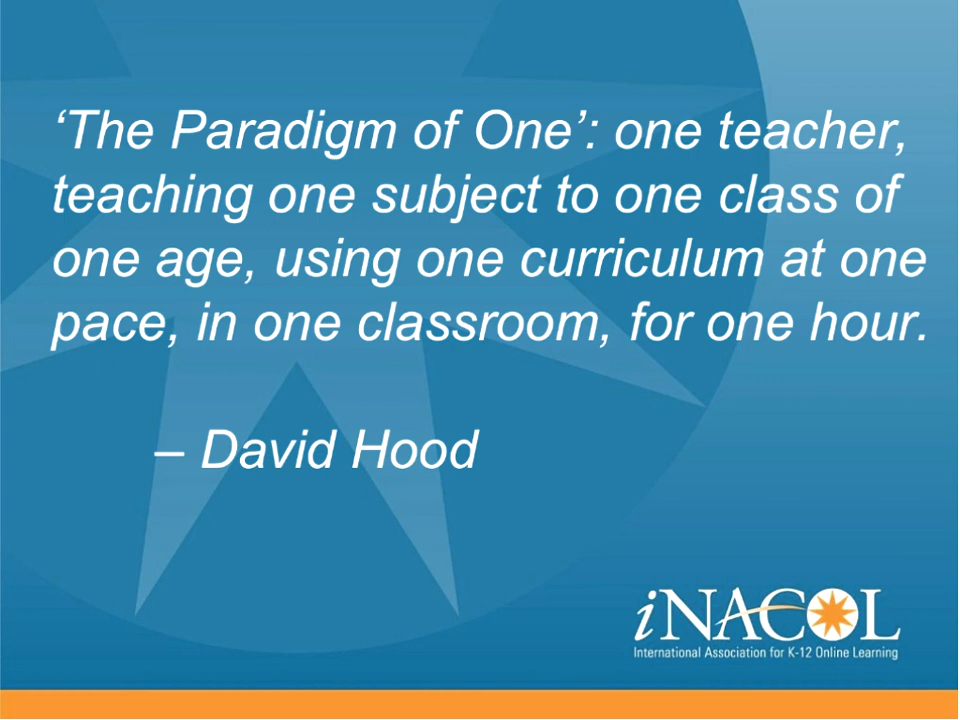 ‘The Paradigm of One’: one teacher,
teaching one subject to one class of
one age, using one curriculum at one
pace, in one classroom, for one hour.
– David Hood
iNACOL
International Association for K-12 Online Learning